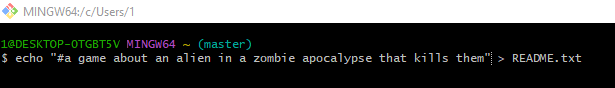 MINGW64:/c/Users/1
1@DESKTOP-OTGBT5V MINGW64 ~ (master)
$ echo "#a game about an alien in a zombie apocalypse that kills them" > README.txt